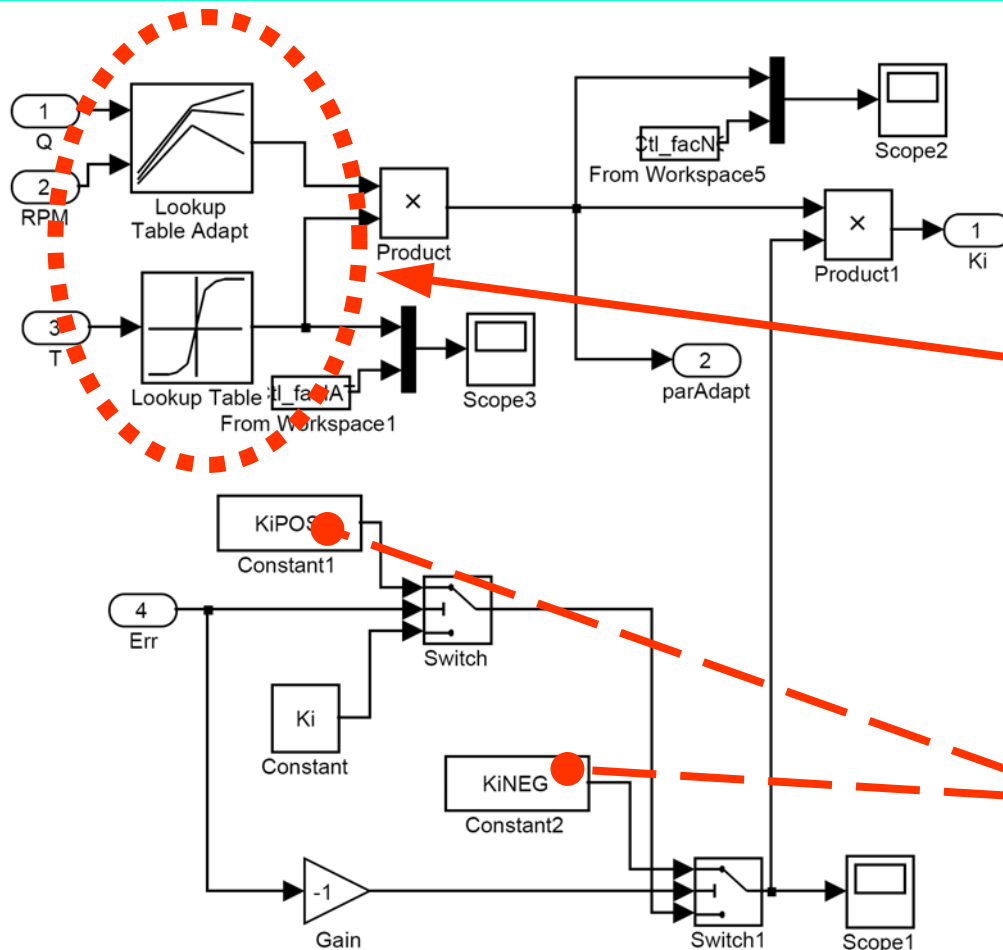 1
Q
2
RPM
Lookup
Table Adapt
3
T
Lookup Table
From Workspace1
Scope3
×
Product
From Workspace5
Scope2
×
Product1
1
Ki
2
parAdapt
KiPOS
Constant1
4
Err
Switch
Ki
Constant
KiNEG
Constant2
-1
Gain
Switch1
Scope1